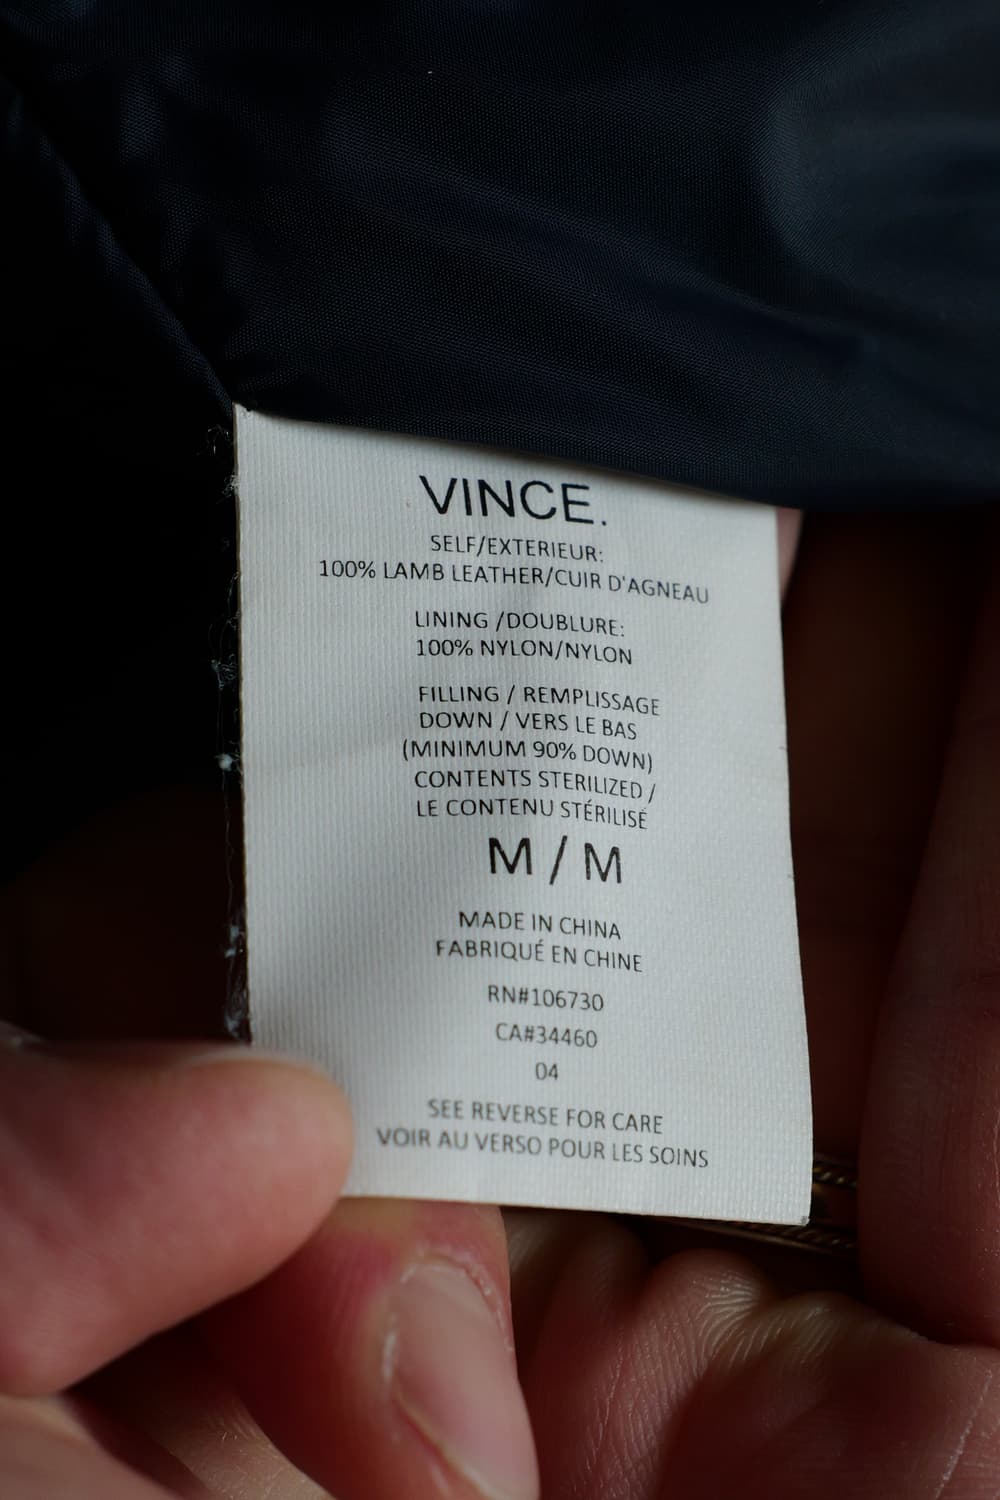 VINCE.
SELF/EXTERIEUR:
100% LAMB LEATHER/CUIR D'AGNEAU
LINING /DOUBLURE:
100% NYLON/NYLON
FILLING / REMPLISSAGE
DOWN / VERS LE BAS
(MINIMUM 90% DOWN)
CONTENTS STERILIZED /
LE CONTENU STÉRILISÉ
M / M
MADE IN CHINA
FABRIQUÉ EN CHINE
RN#106730
CA#34460
04
SEE REVERSE FOR CARE
VOIR AU VERSO POUR LES SOINS